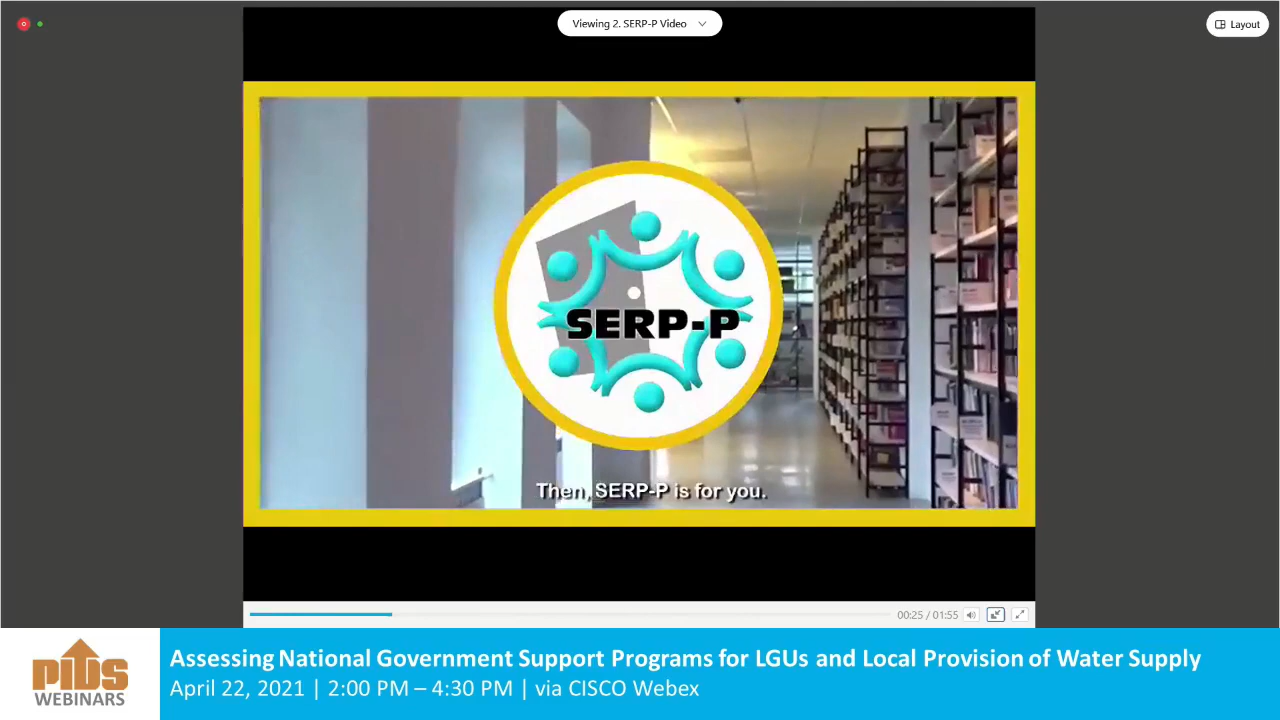 Viewing 2. SERP-P Video
Layout
SERP-P
Then, SERP-P is for you.
00:25 / 01:55
PIDS
WEBINARS
Assessing National Government Support Programs for LGUs and Local Provision of Water Supply
April 22, 2021 | 2:00 PM – 4:30 PM | via CISCO Webex